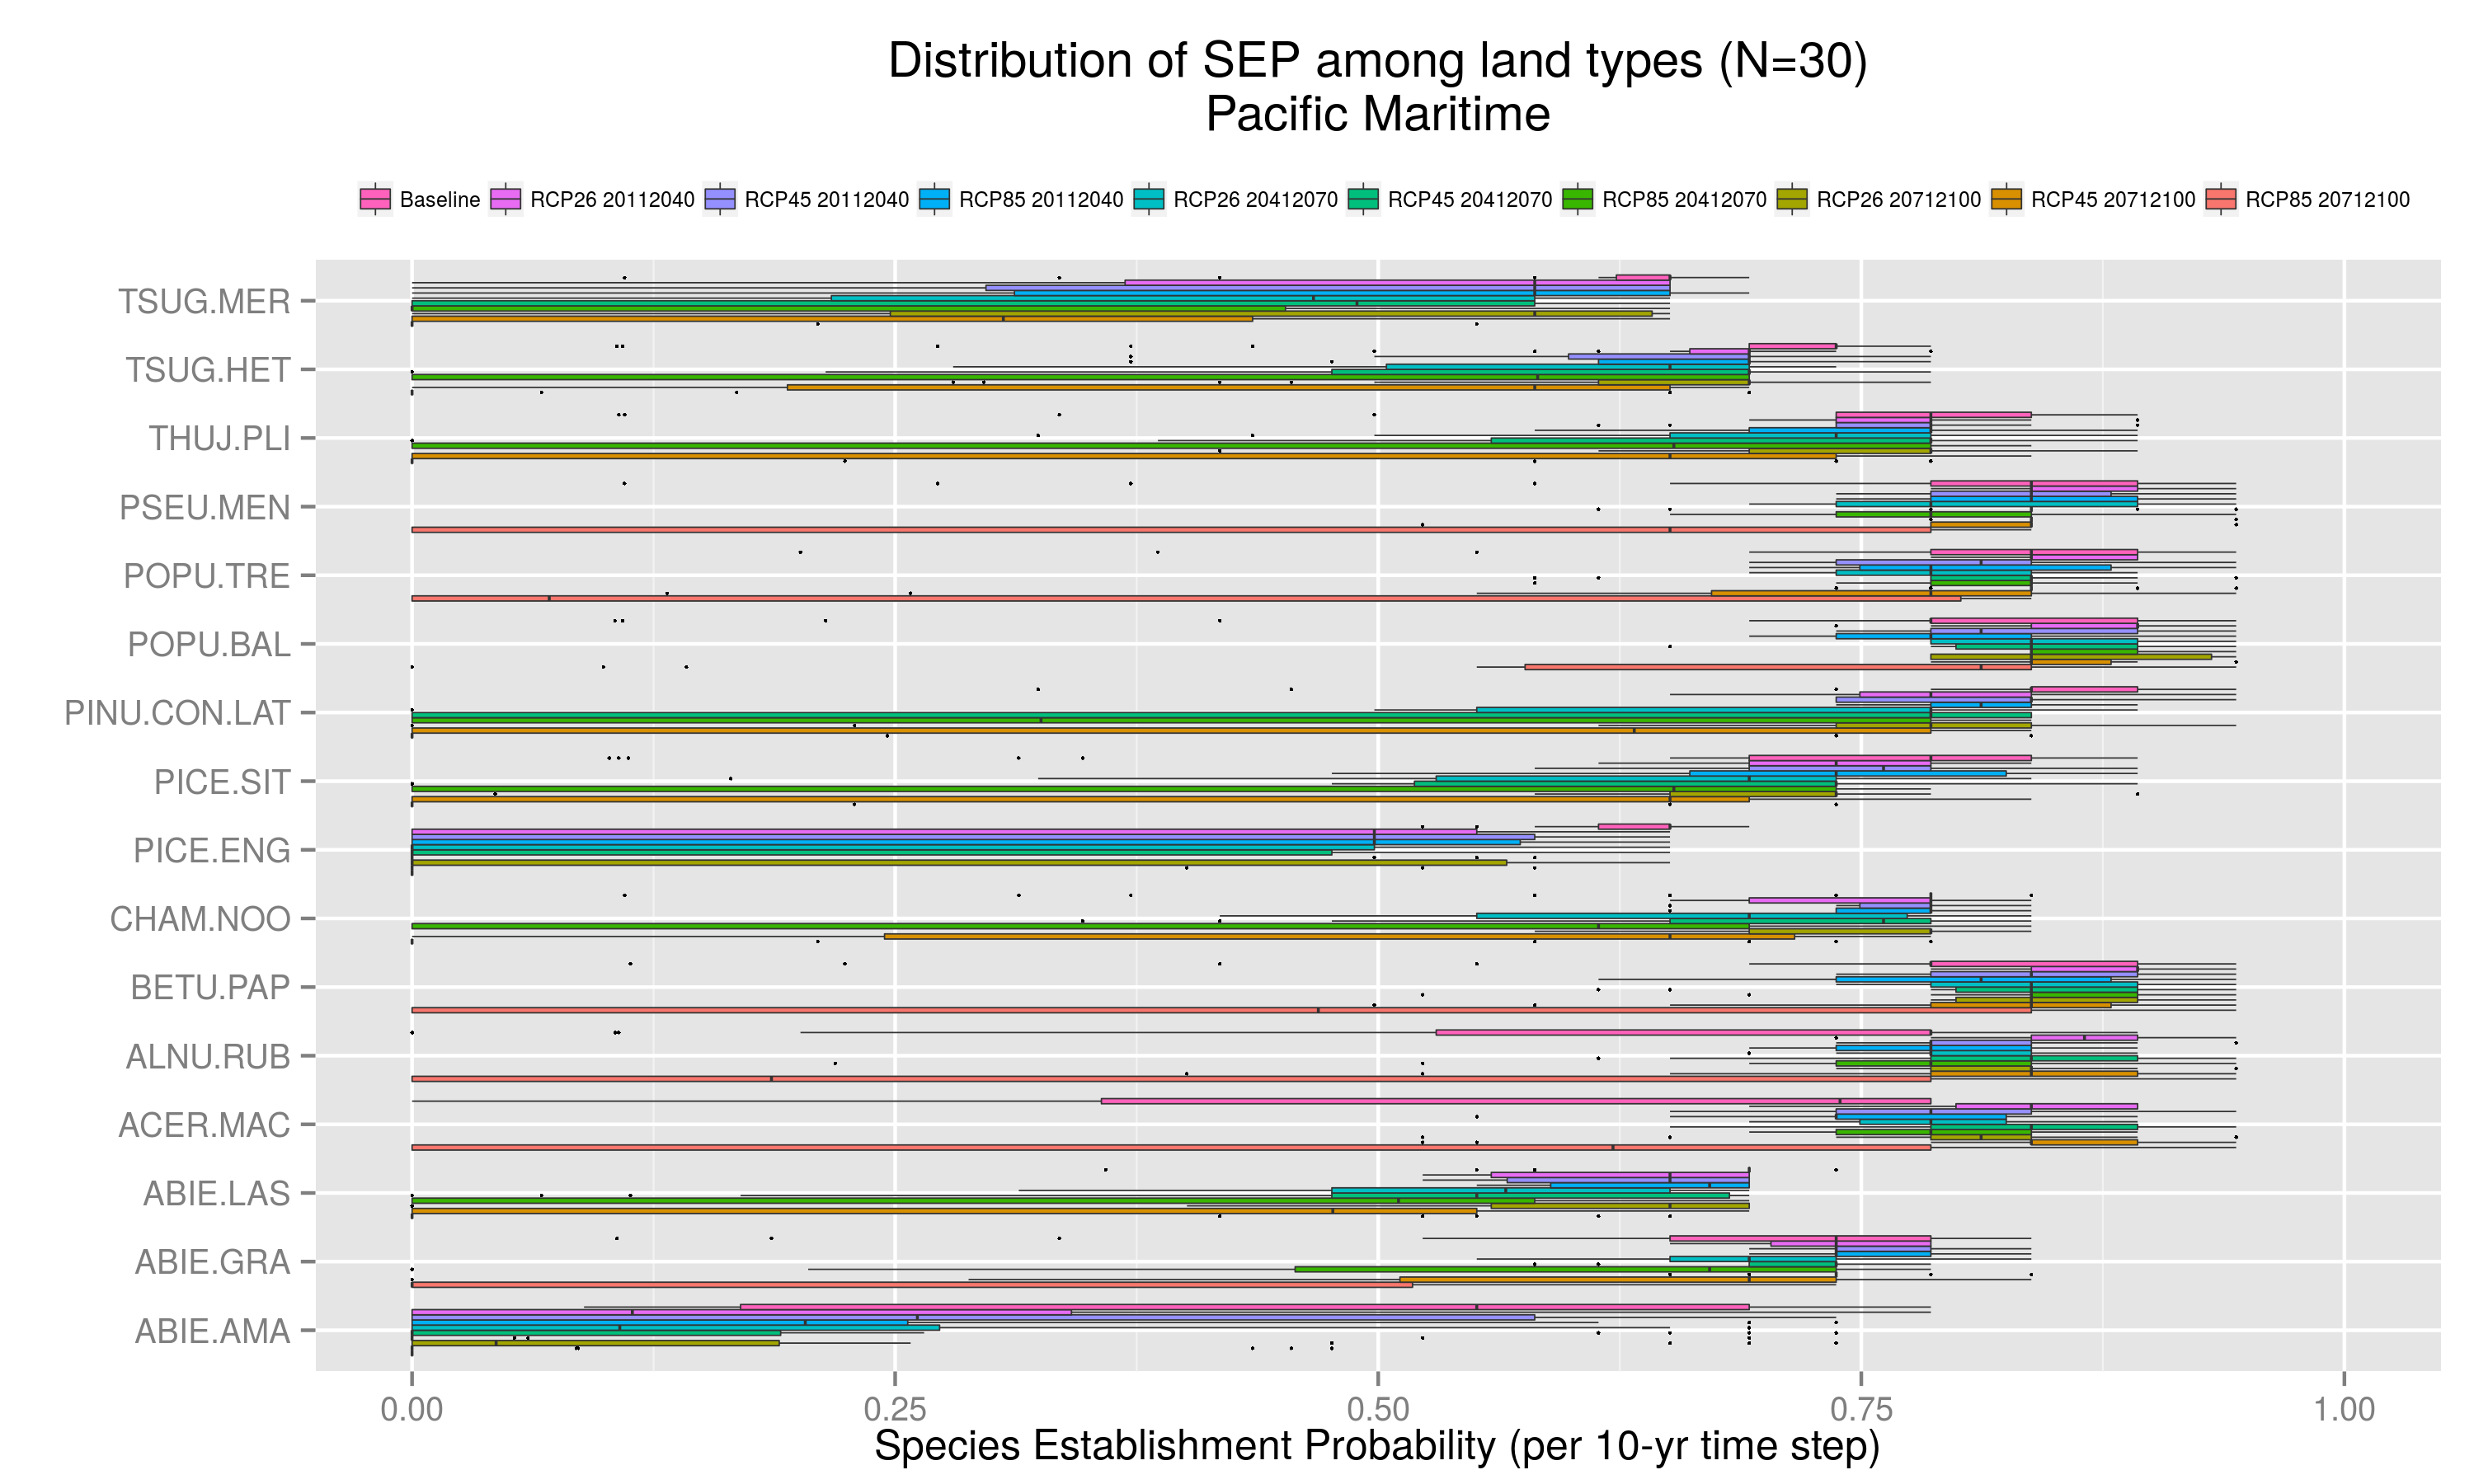 Distribution of SEP among land types (N=30)
Pacific Maritime
Baseline RCP26 20112040 RCP45 20112040 RCP85 20112040 RCP26 20412070 RCP45 20412070 RCP85 20412070 RCP26 20712100 RCP45 20712100 RCP85 20712100
TSUG.MER
TSUG.HET
THUJ.PLI
PSEU.MEN
POPU.TRE
POPU.BAL
PINU.CON.LAT
PICE.SIT
PICE.ENG
CHAM.NOO
BETU.PAP
ALNU.RUB
ACER.MAC
ABIE.LAS
ABIE.GRA
ABIE.AMA
0.00 0.25 0.50 0.75 1.00
Species Establishment Probability (per 10-yr time step)